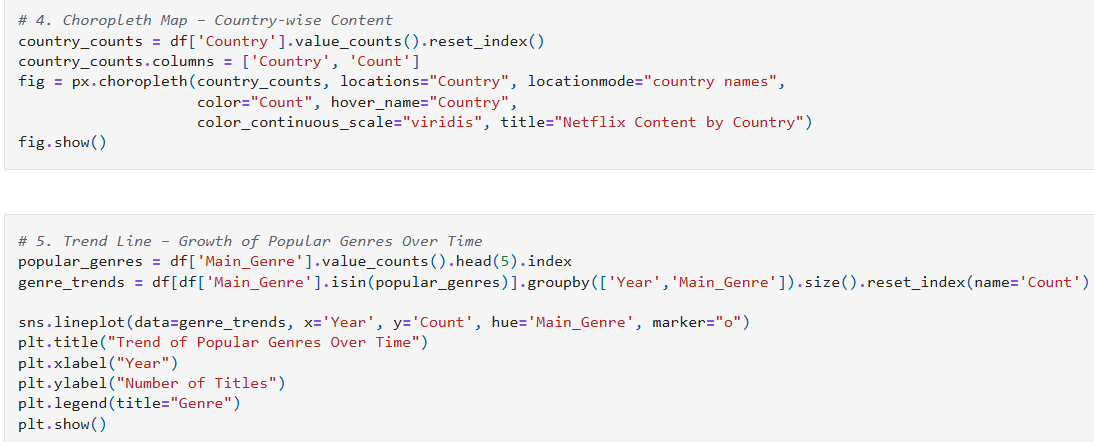 # 4. Choropleth Map – Country-wise Content
country_counts = df['Country'].value_counts().reset_index()
country_counts.columns = ['Country', 'Count']
fig = px.choropleth(country_counts, locations="Country", locationmode="country names",
                    color="Count", hover_name="Country",
                    color_continuous_scale="viridis", title="Netflix Content by Country")
fig.show()
# 5. Trend Line – Growth of Popular Genres Over Time
popular_genres = df['Main_Genre'].value_counts().head(5).index
genre_trends = df[df['Main_Genre'].isin(popular_genres)].groupby(['Year','Main_Genre']).size().reset_index(name='Count')
sns.lineplot(data=genre_trends, x='Year', y='Count', hue='Main_Genre', marker="o")
plt.title("Trend of Popular Genres Over Time")
plt.xlabel("Year")
plt.ylabel("Number of Titles")
plt.legend(title="Genre")
plt.show()